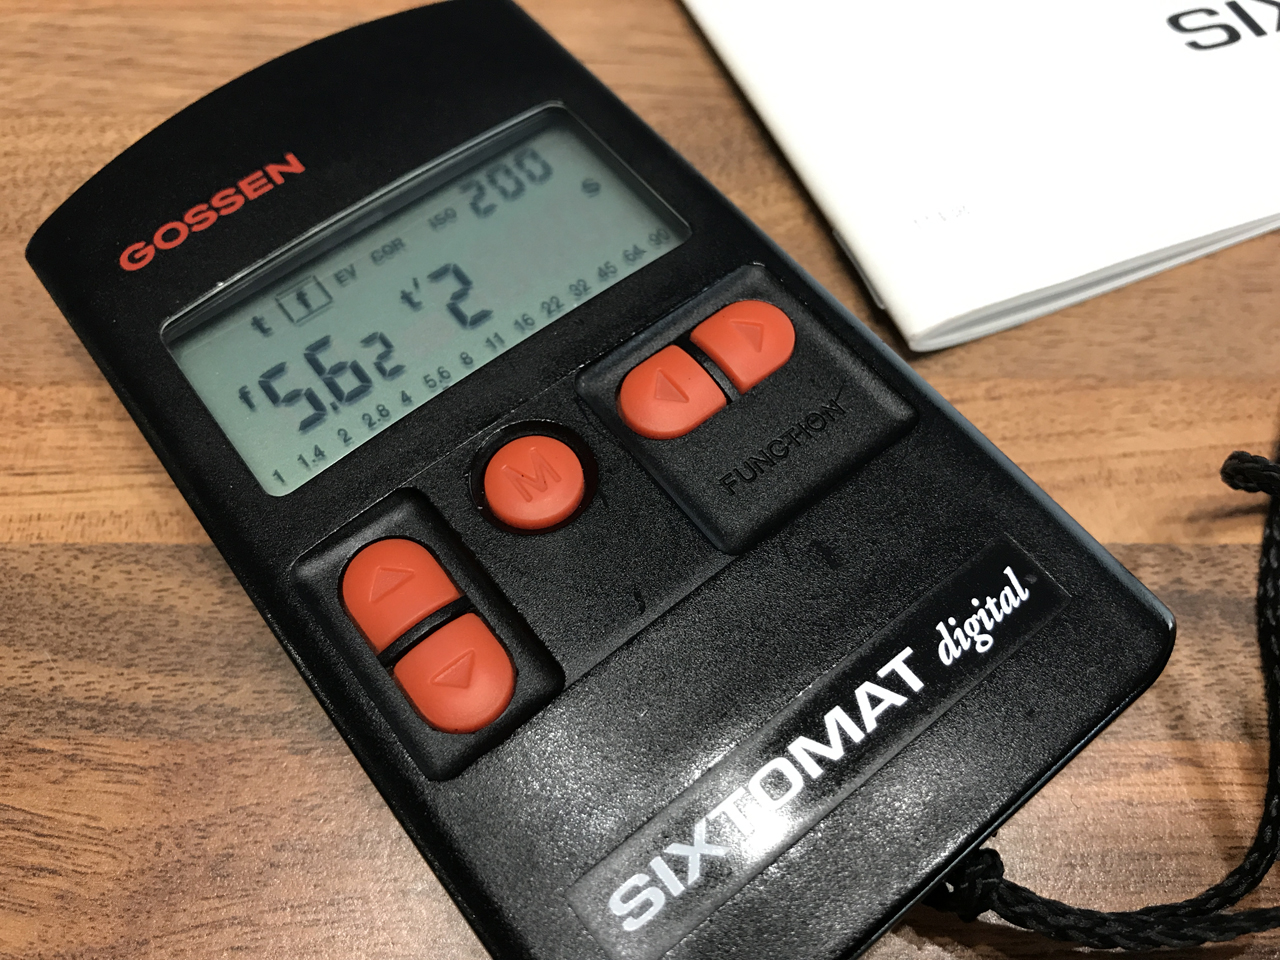 GOSSEN
t f EV COR ISO 200
f 5.6 2 t' 2 S
1 1.4 2 2.8 4 5.6 8 11 16 22 32 45 64 90
M
FUNCTION
SIXTOMAT digital
SIX